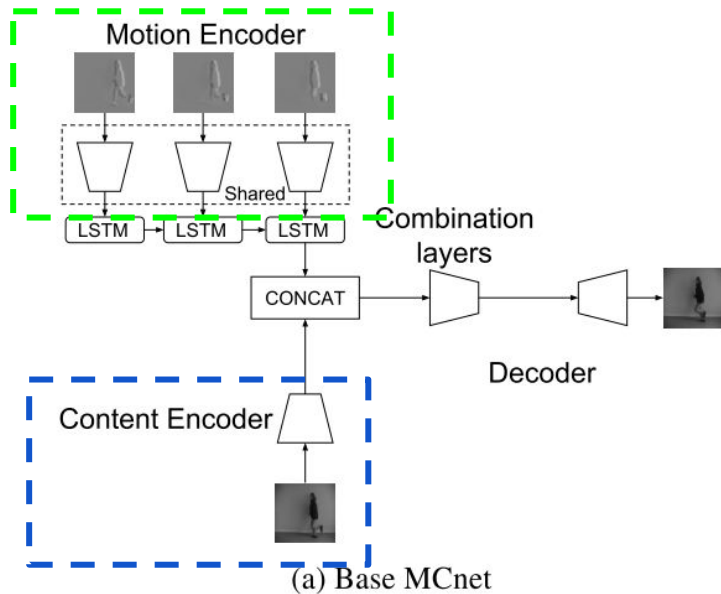 Motion Encoder
Shared
LSTM LSTM LSTM
Combination
layers
CONCAT
Decoder
Content Encoder
(a) Base MCnet